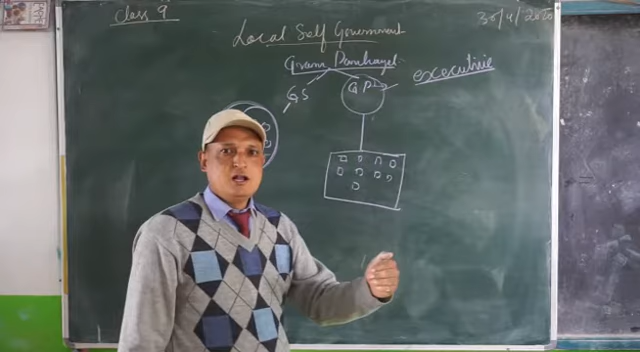 Class 9
30/4/2020
Local Self Government
Gram Panchayat
executive
GS
GP